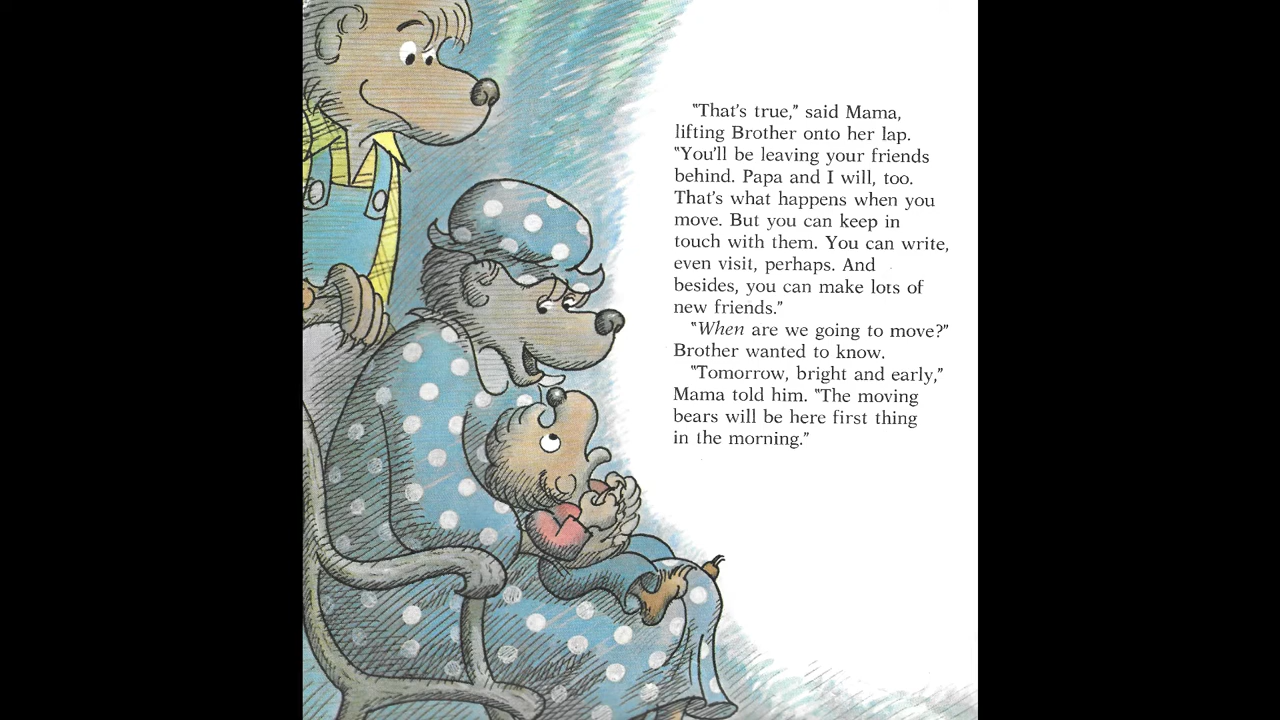 "That's true," said Mama,
lifting Brother onto her lap.
"You'll be leaving your friends
behind. Papa and I will, too.
That's what happens when you
move. But you can keep in
touch with them. You can write,
even visit, perhaps. And
besides, you can make lots of
new friends."
"When are we going to move?"
Brother wanted to know.
"Tomorrow, bright and early,"
Mama told him. "The moving
bears will be here first thing
in the morning."